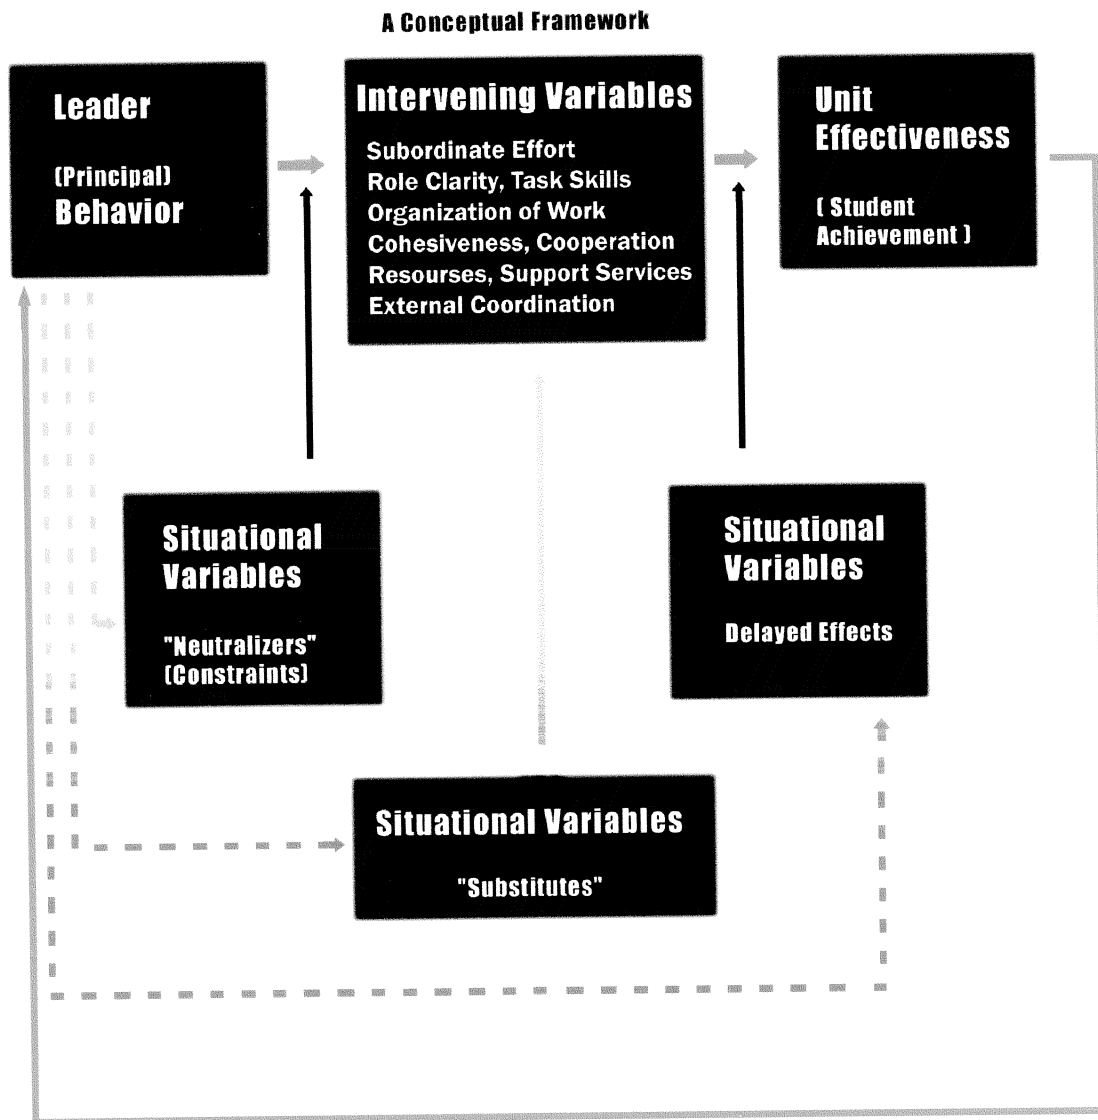 A Conceptual Framework
Leader
(Principal)
Behavior
Intervening Variables
Subordinate Effort
Role Clarity, Task Skills
Organization of Work
Cohesiveness, Cooperation
Resourses, Support Services
External Coordination
Unit
Effectiveness
( Student
Achievement )
Situational
Variables
"Neutralizers"
(Constraints)
Situational
Variables
Delayed Effects
Situational Variables
"Substitutes"